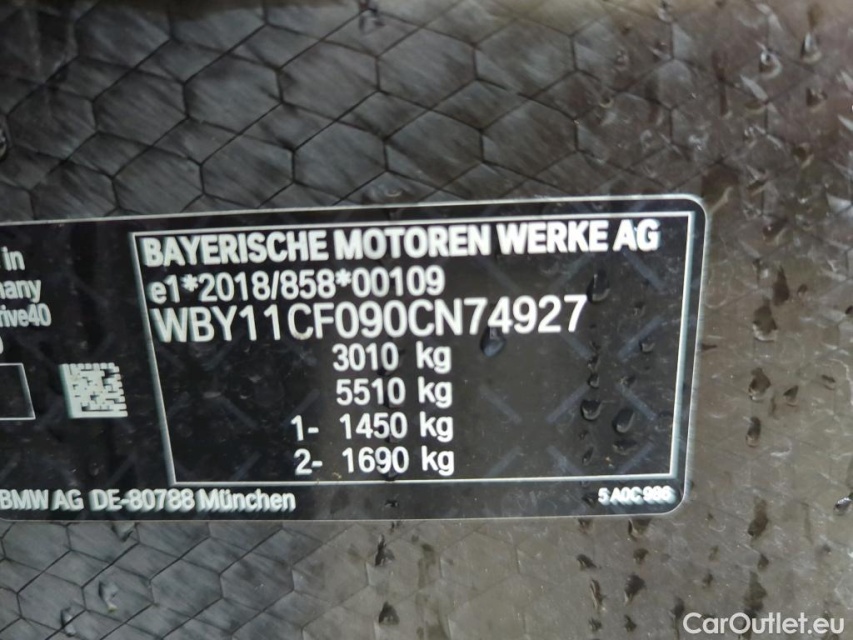 in
many
rive40
BAYERISCHE MOTOREN WERKE AG
e1*2018/858*00109
WBY11CF090CN74927
3010 kg
5510 kg
1- 1450 kg
2- 1690 kg
BMW AG DE-80788 München
5 A0C 986
CarOutlet.eu